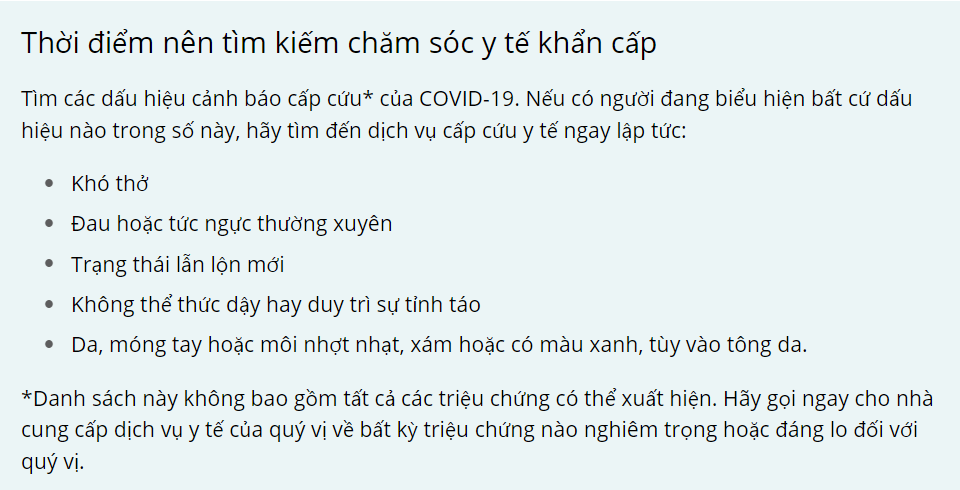 Thời điểm nên tìm kiếm chăm sóc y tế khẩn cấp
Tìm các dấu hiệu cảnh báo cấp cứu* của COVID-19. Nếu có người đang biểu hiện bất cứ dấu
hiệu nào trong số này, hãy tìm đến dịch vụ cấp cứu y tế ngay lập tức:
• Khó thở
• Đau hoặc tức ngực thường xuyên
• Trạng thái lẫn lộn mới
• Không thể thức dậy hay duy trì sự tỉnh táo
• Da, móng tay hoặc môi nhợt nhạt, xám hoặc có màu xanh, tùy vào tông da.
*Danh sách này không bao gồm tất cả các triệu chứng có thể xuất hiện. Hãy gọi ngay cho nhà
cung cấp dịch vụ y tế của quý vị về bất kỳ triệu chứng nào nghiêm trọng hoặc đáng lo đối với
quý vị.